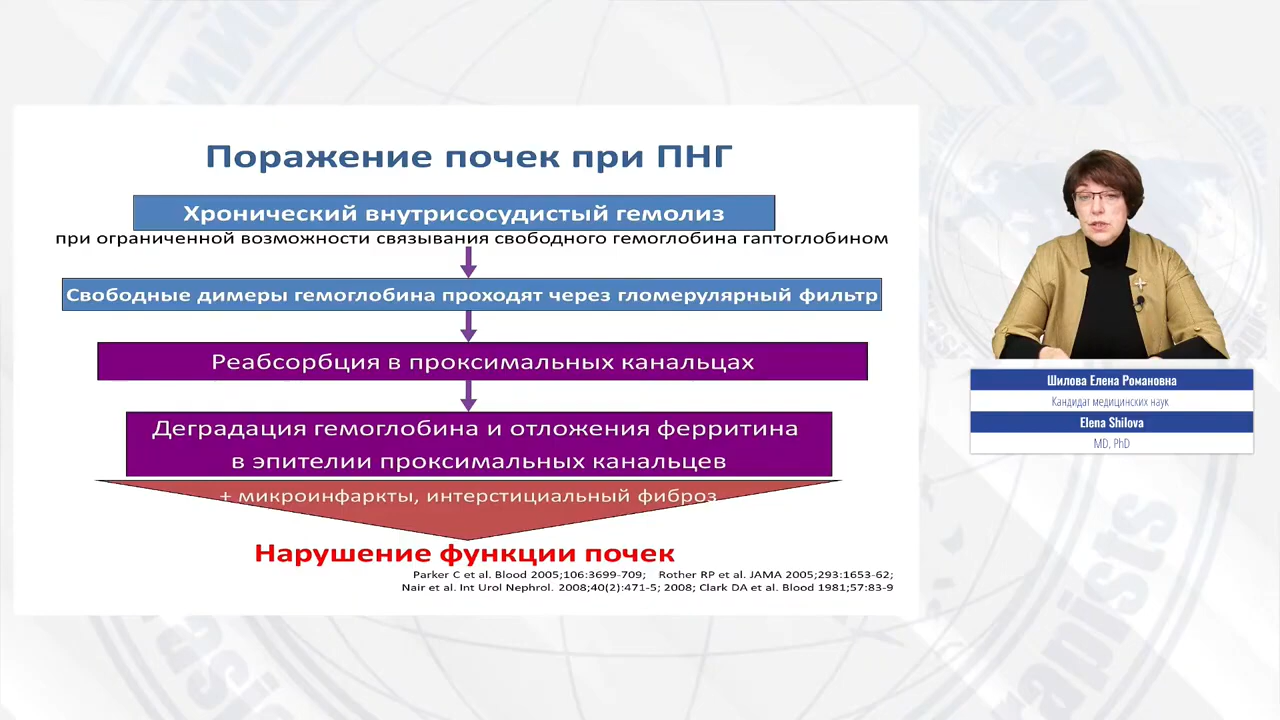 Поражение почек при ПНГ
Хронический внутрисосудистый гемолиз
при ограниченной возможности связывания свободного гемоглобина гаптоглобином
Свободные димеры гемоглобина проходят через гломерулярный фильтр
Реабсорбция в проксимальных канальцах
Деградация гемоглобина и отложения ферритина
в эпителии проксимальных канальцев
+ микроинфаркты, интерстициальный фиброз
Нарушение функции почек
Parker C et al. Blood 2005;106:3699-709; Rother RP et al. JAMA 2005;293:1653-62;
Nair et al. Int Urol Nephrol. 2008;40(2):471-5; 2008; Clark DA et al. Blood 1981;57:83-9
Шилова Елена Романовна
Кандидат медицинских наук
Elena Shilova
MD, PhD